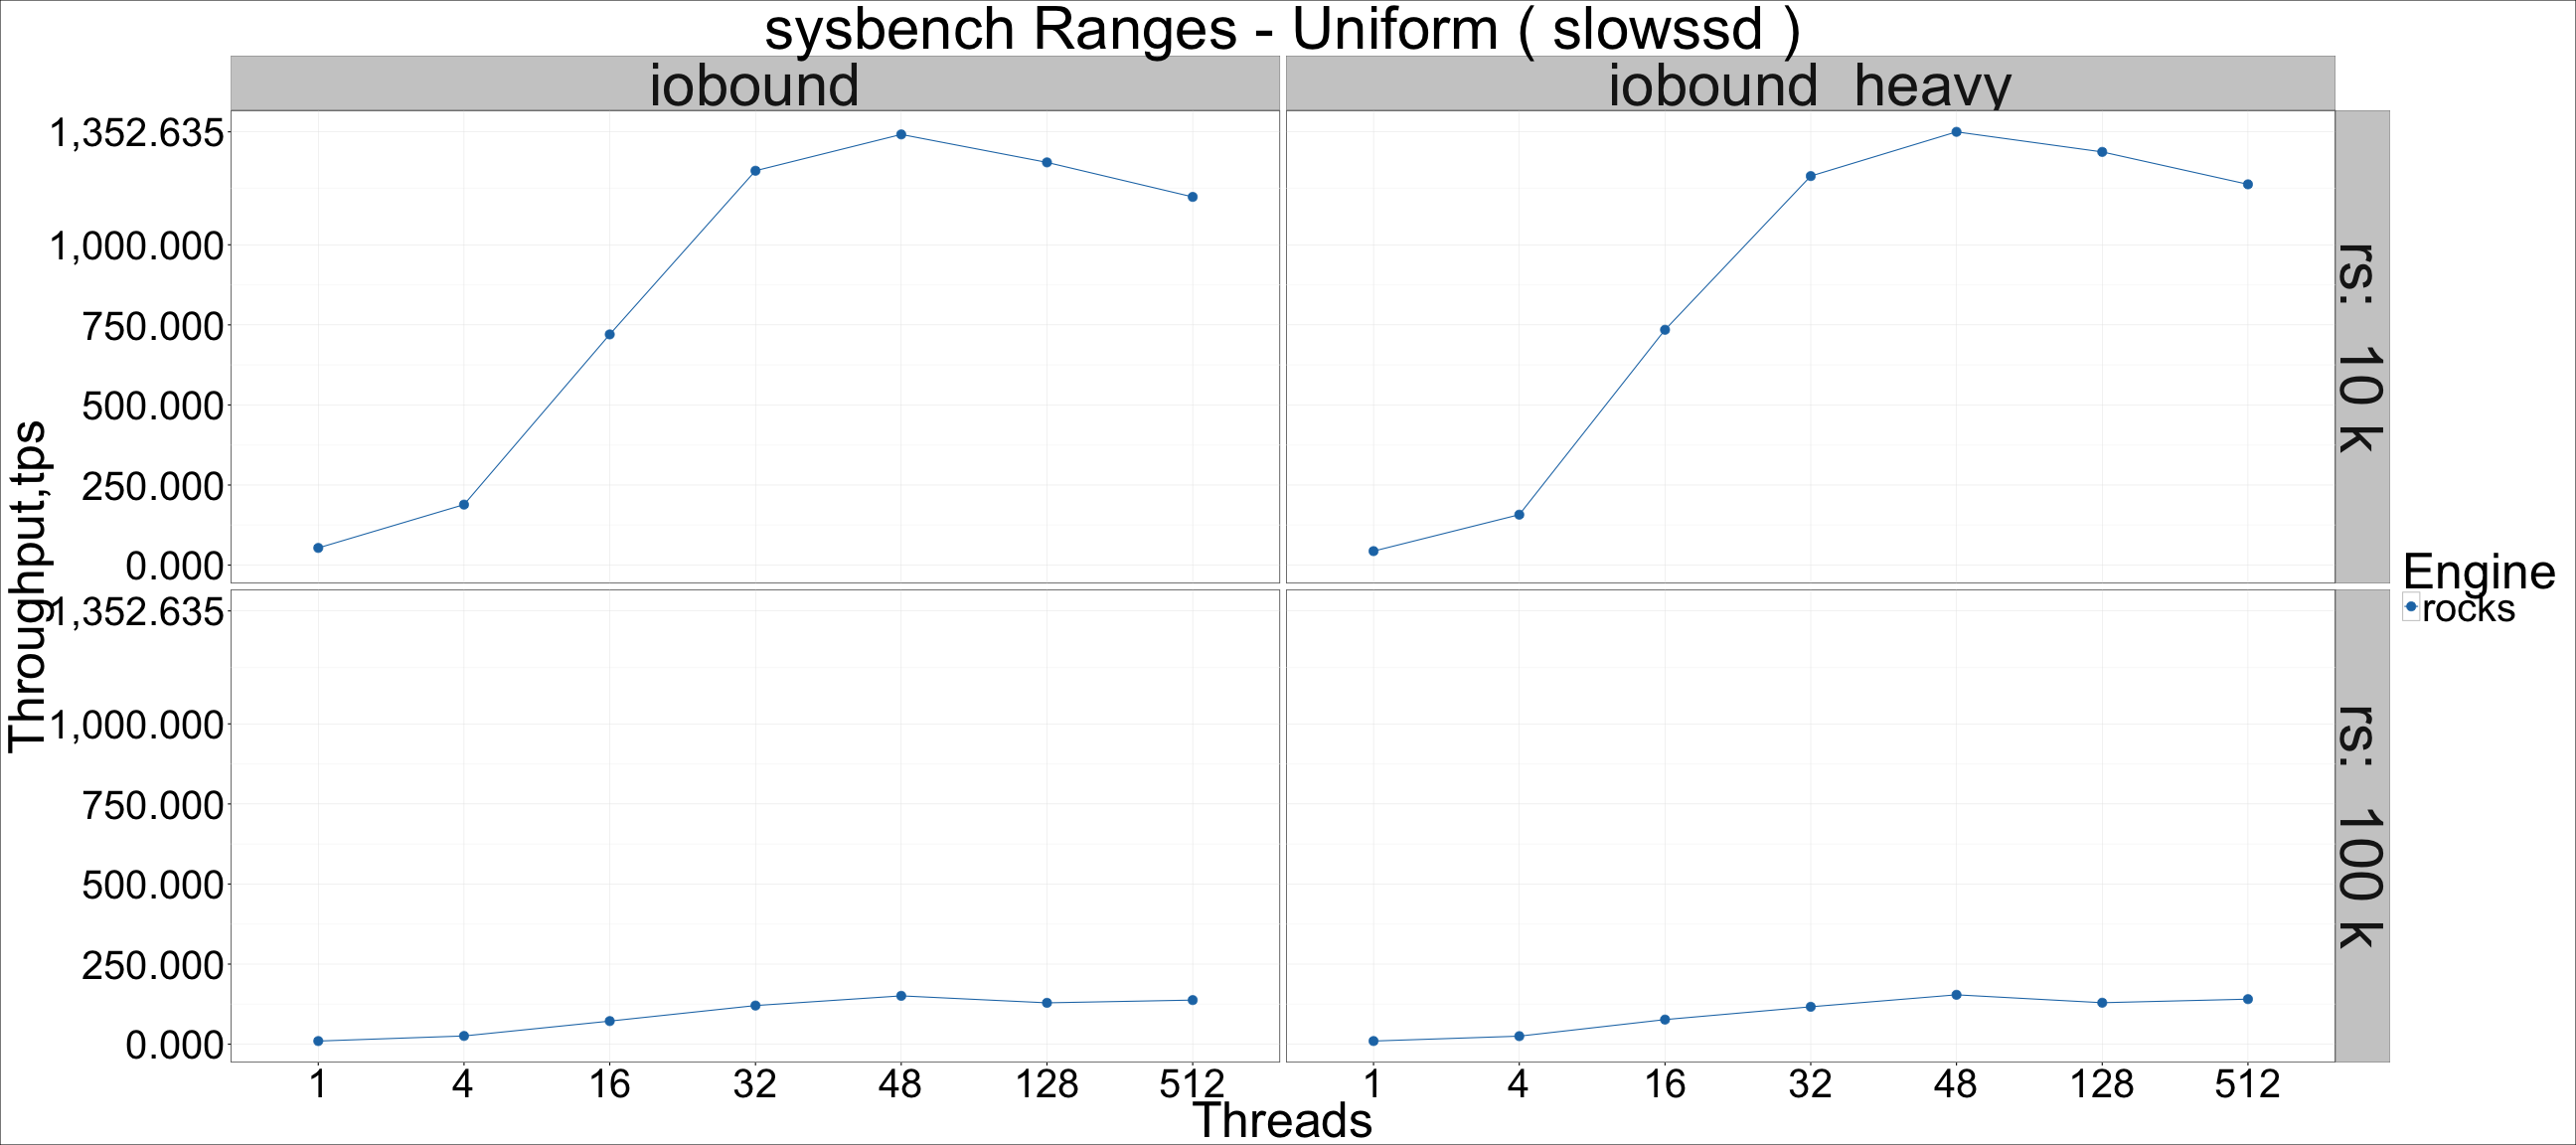 sysbench Ranges - Uniform ( slowssd )
iobound
iobound heavy
1,352.635
1,000.000
750.000
500.000
250.000
0.000
rs: 10 k
1,352.635
1,000.000
750.000
500.000
250.000
0.000
rs: 100 k
Throughput,tps
1 4 16 32 48 128 512
1 4 16 32 48 128 512
Threads
Engine
rocks